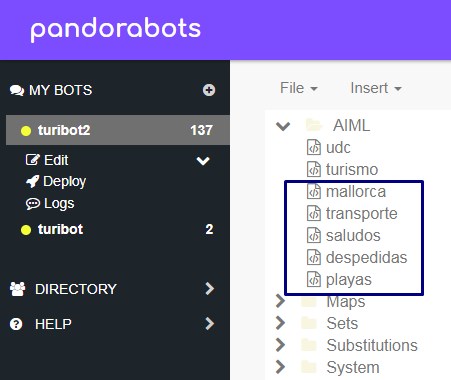 pandorabots
MY BOTS
turibot2 137
Edit
Deploy
Logs
turibot 2
DIRECTORY
HELP
File Insert
AIML
udc
turismo
mallorca
transporte
saludos
despedidas
playas
Maps
Sets
Substitutions
System